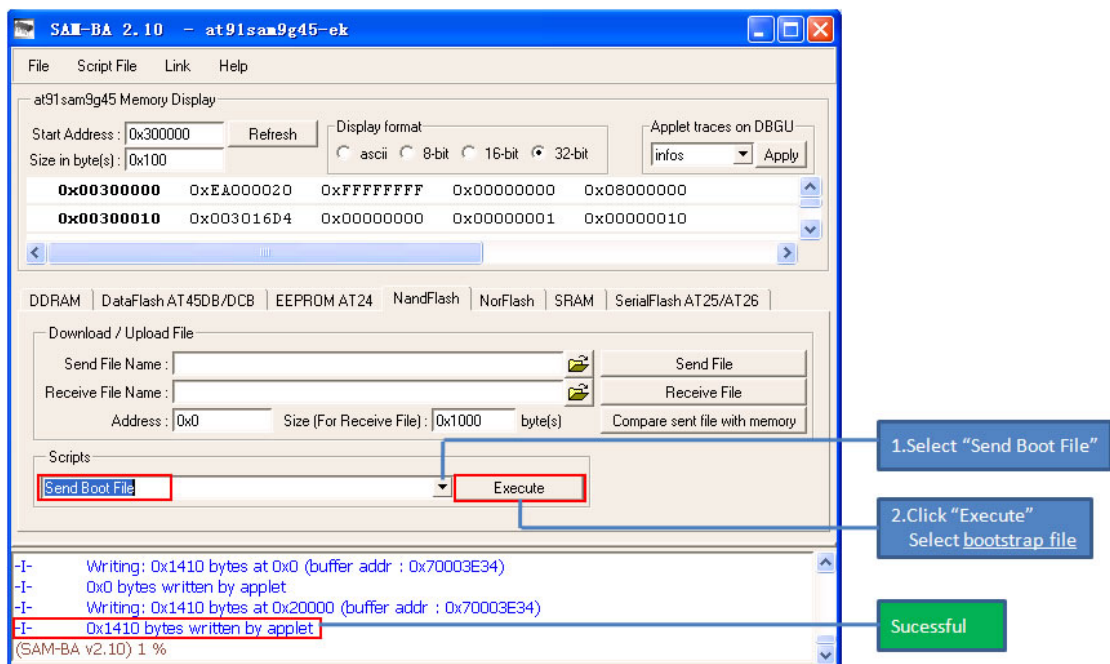 SAM-BA 2.10 - at91sam9g45-ek
File Script File Link Help
at91sam9g45 Memory Display
Start Address : 0x300000 Refresh
Size in byte(s) : 0x100
Display format
ascii 8-bit 16-bit 32-bit
Applet traces on DBGU
infos Apply
0x00300000 0xEA000020 0xFFFFFFFF 0x00000000 0x08000000
0x00300010 0x003016D4 0x00000000 0x00000001 0x00000010
DDRAM DataFlash AT45DB/DCB EEPROM AT24 NandFlash NorFlash SRAM SerialFlash AT25/AT26
Download / Upload File
Send File Name : Send File
Receive File Name : Receive File
Address : 0x0 Size (For Receive File) : 0x1000 byte(s) Compare sent file with memory
Scripts
Send Boot File Execute
1.Select “Send Boot File”
2.Click “Execute”
Select bootstrap file
-I- Writing: 0x1410 bytes at 0x0 (buffer addr : 0x70003E34)
-I- 0x0 bytes written by applet
-I- Writing: 0x1410 bytes at 0x20000 (buffer addr : 0x70003E34)
-I- 0x1410 bytes written by applet
(SAM-BA v2.10) 1 %
Sucessful